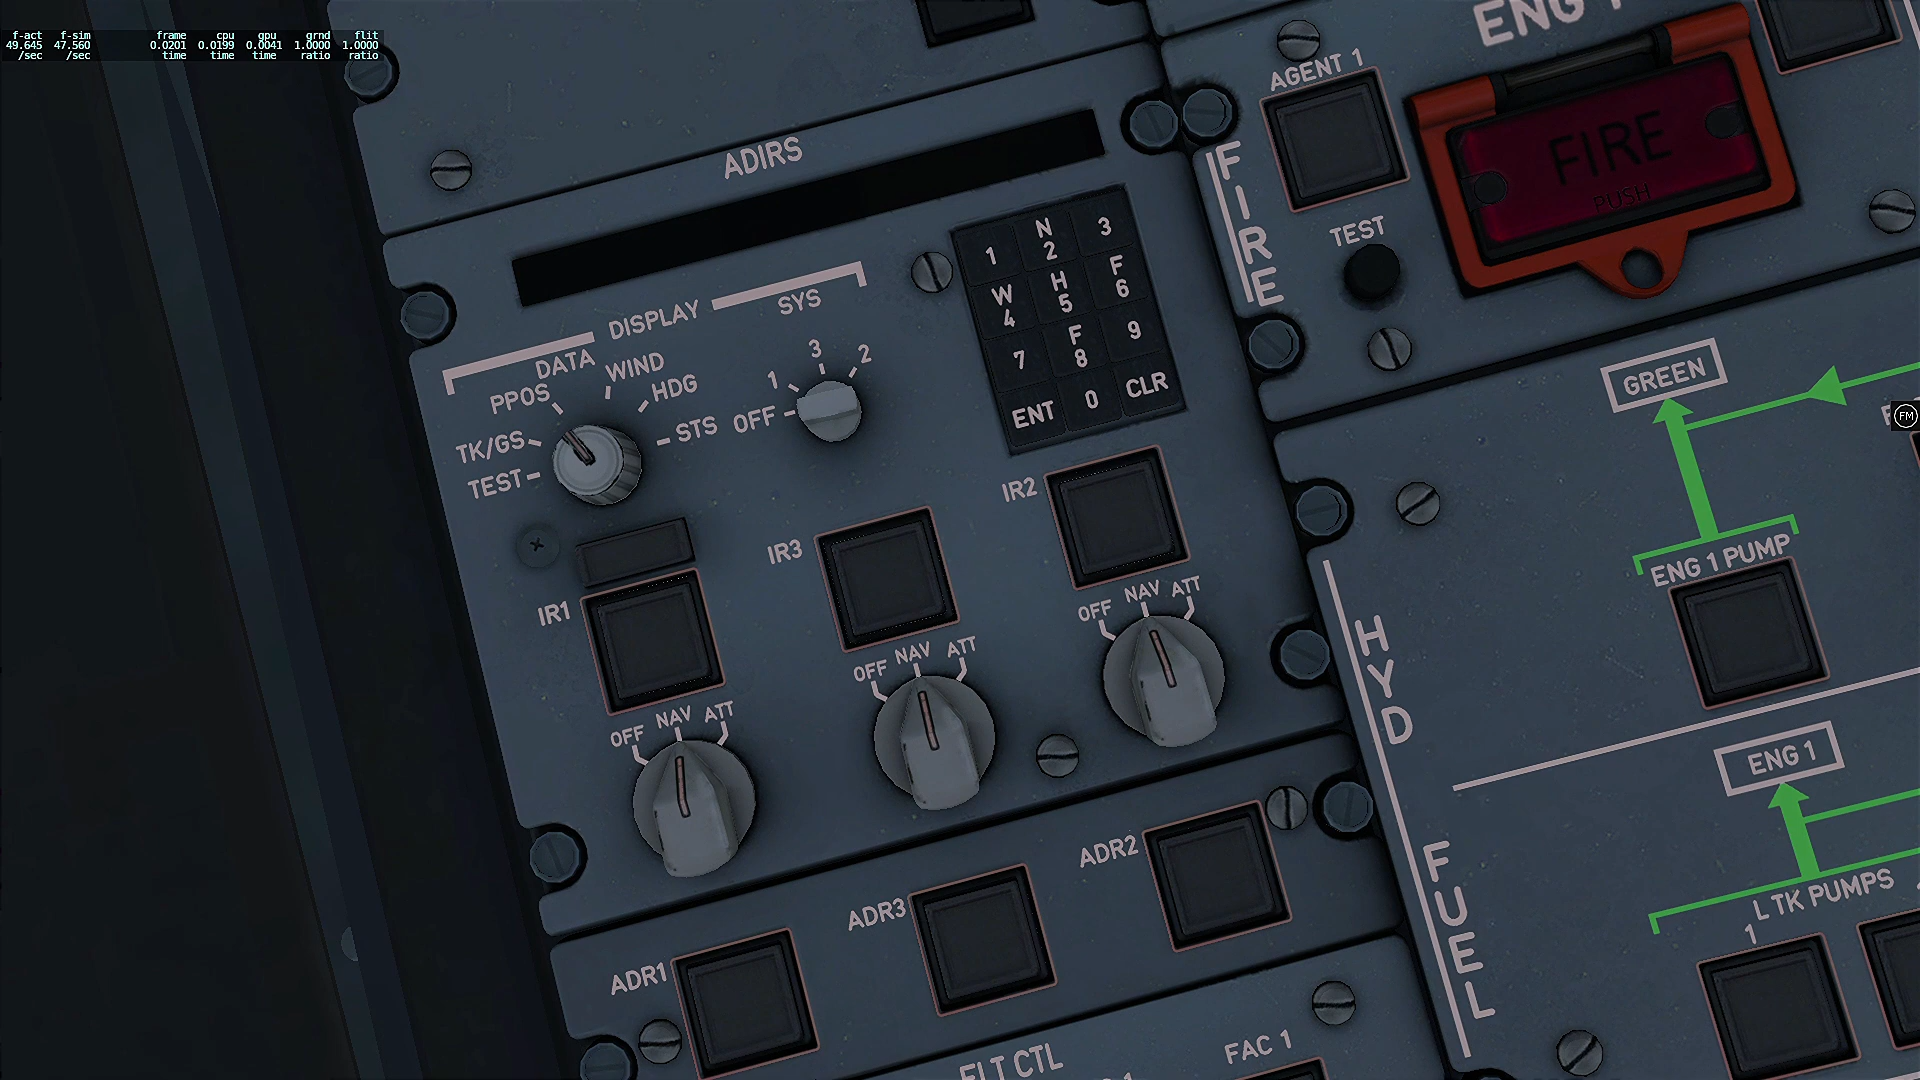 f-act f-sim frame cpu gpu grnd flit
49.645 47.560 0.0201 0.0199 0.0041 1.0000 1.0000
/sec /sec time time time ratio ratio
ADIRS
DISPLAY
DATA
SYS
TEST
TK/GS
PPOS
WIND
HDG
STS
OFF
1
3
2
1
N 2
3
W 4
H 5
F 6
7
F 8
9
ENT
0
CLR
IR1
IR3
IR2
OFF NAV ATT
OFF NAV ATT
OFF NAV ATT
ADR1
ADR3
ADR2
FLT CTL
FAC 1
ENG 1
AGENT 1
FIRE
TEST
FIRE
PUSH
FM
GREEN
ENG 1 PUMP
HYD
ENG 1
FUEL
L TK PUMPS
1